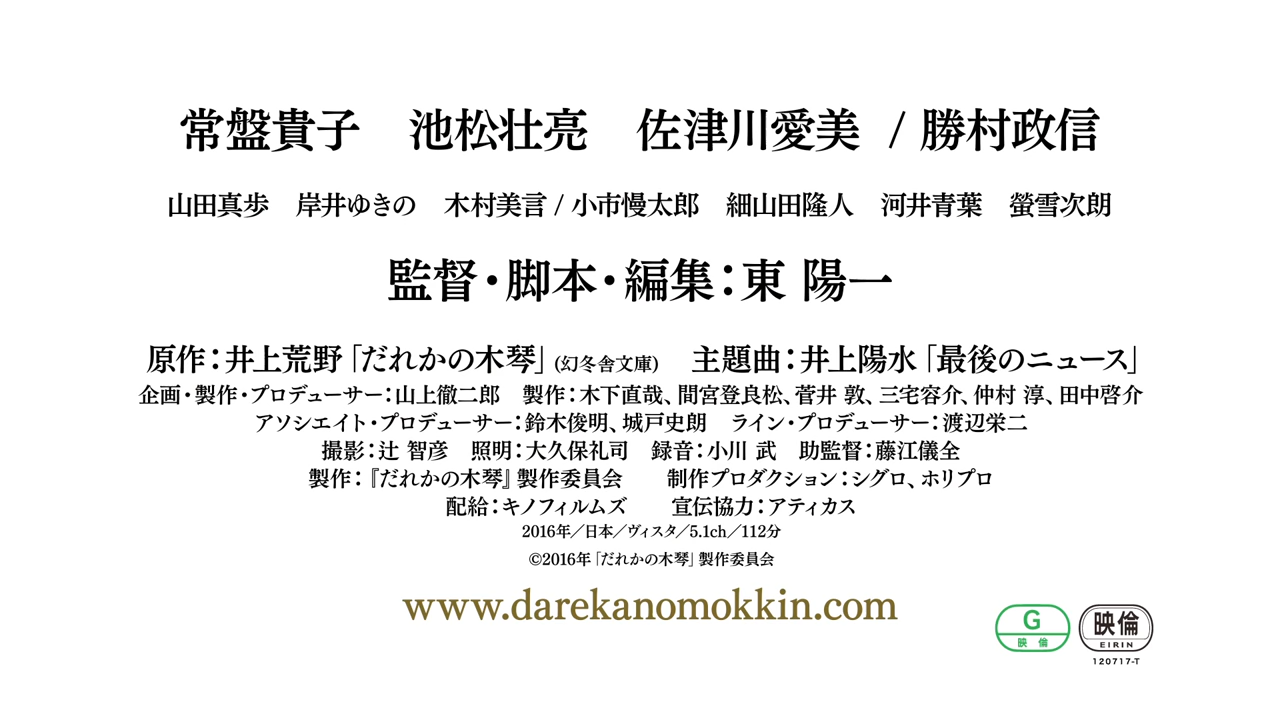 常盤貴子　池松壮亮　佐津川愛美 / 勝村政信
山田真歩　岸井ゆきの　木村美言 / 小市慢太郎　細山田隆人　河井青葉　螢雪次朗
監督・脚本・編集：東 陽一
原作：井上荒野「だれかの木琴」(幻冬舎文庫)　主題曲：井上陽水「最後のニュース」
企画・製作・プロデューサー：山上徹二郎　製作：木下直哉、間宮登良松、菅井 敦、三宅容介、仲村 淳、田中啓介
アソシエイト・プロデューサー：鈴木俊明、城戸史朗　ライン・プロデューサー：渡辺栄二
撮影：辻 智彦　照明：大久保礼司　録音：小川 武　助監督：藤江儀全
製作：『だれかの木琴』製作委員会　制作プロダクション：シグロ、ホリプロ
配給：キノフィルムズ　宣伝協力：アティカス
2016年／日本／ヴィスタ／5.1ch／112分
©2016年「だれかの木琴」製作委員会
www.darekanomokkin.com
G
映倫
映倫
EIRIN
120717-T